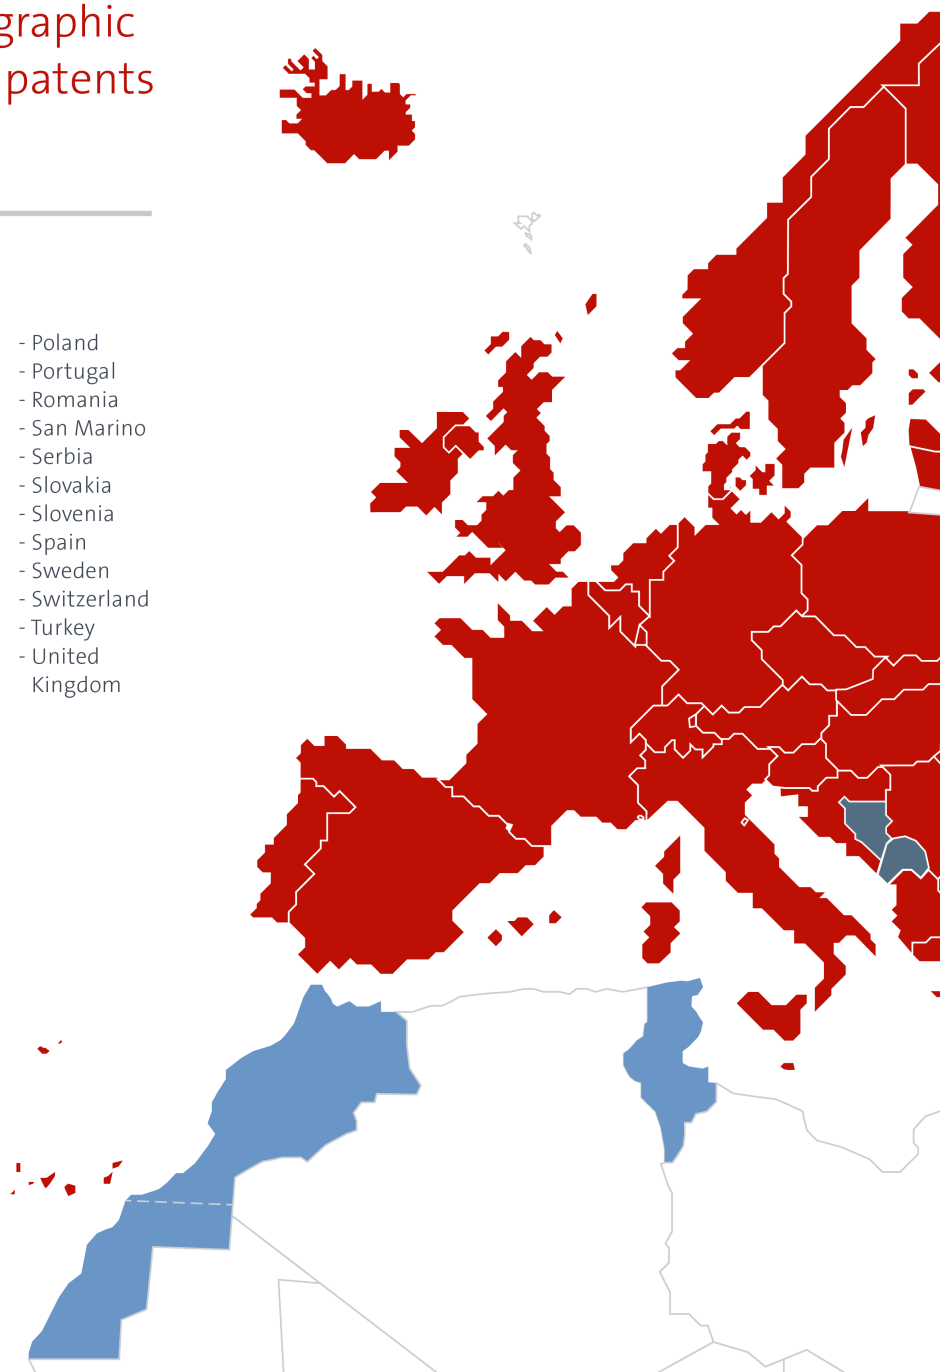 graphic
patents
- Poland
- Portugal
- Romania
- San Marino
- Serbia
- Slovakia
- Slovenia
- Spain
- Sweden
- Switzerland
- Turkey
- United
Kingdom